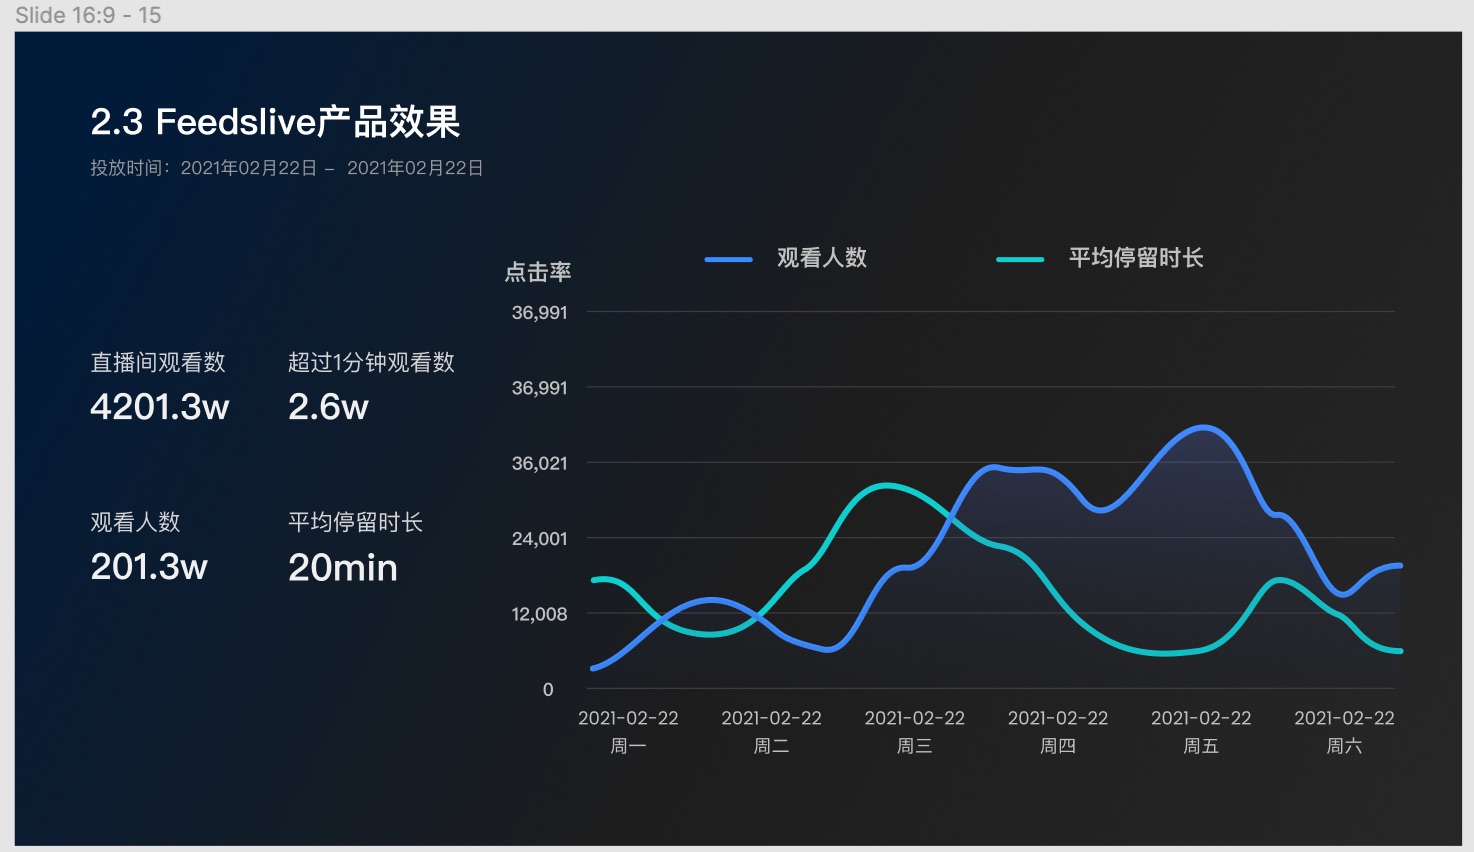 Slide 16:9 - 15
2.3 Feedslive产品效果
投放时间：2021年02月22日 – 2021年02月22日
直播间观看数
4201.3w
超过1分钟观看数
2.6w
观看人数
201.3w
平均停留时长
20min
点击率
观看人数
平均停留时长
36,991
36,991
36,021
24,001
12,008
0
2021-02-22
周一
2021-02-22
周二
2021-02-22
周三
2021-02-22
周四
2021-02-22
周五
2021-02-22
周六